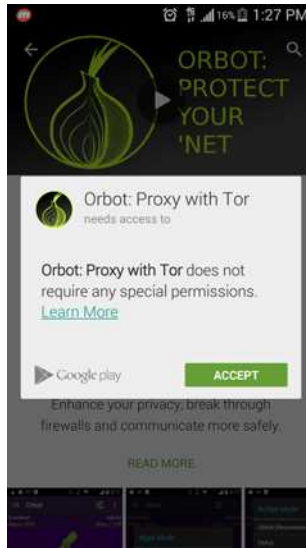 16% 1:27 PM
ORBOT:
PROTECT
YOUR
'NET
Orbot: Proxy with Tor
needs access to
Orbot: Proxy with Tor does not
require any special permissions.
Learn More
Google play
ACCEPT
Enhance your privacy, break through
firewalls and communicate more safely.
READ MORE